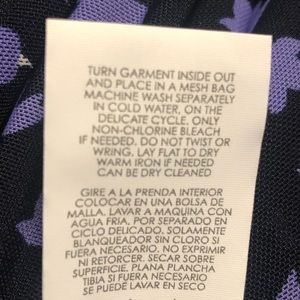 TURN GARMENT INSIDE OUT
AND PLACE IN A MESH BAG
MACHINE WASH SEPARATELY
IN COLD WATER, ON THE
DELICATE CYCLE. ONLY
NON-CHLORINE BLEACH
IF NEEDED. DO NOT TWIST OR
WRING. LAY FLAT TO DRY
WARM IRON IF NEEDED
CAN BE DRY CLEANED
GIRE A LA PRENDA INTERIOR
COLOCAR EN UNA BOLSA DE
MALLA. LAVAR A MAQUINA CON
AGUA FRIA, POR SEPARADO EN
CICLO DELICADO. SOLAMENTE
BLANQUEADOR SIN CLORO SI
FUERA NECESARIO. NO EXPRIMIR
NI RETORCER. SECAR SOBRE
SUPERFICIE, PLANA PLANCHA
TIBIA SI FUERA NECESARIO
SE PUEDE LAVAR EN SECO